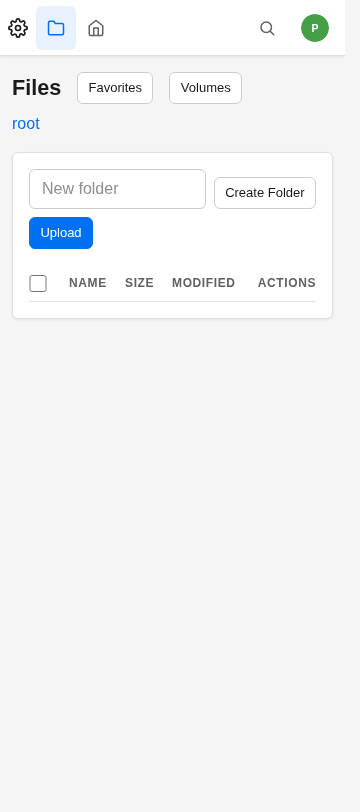 P
Files Favorites Volumes
root
New folder Create Folder
Upload
NAME SIZE MODIFIED ACTIONS